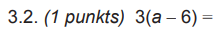 3.2. (1 punkts)  3(a – 6) =